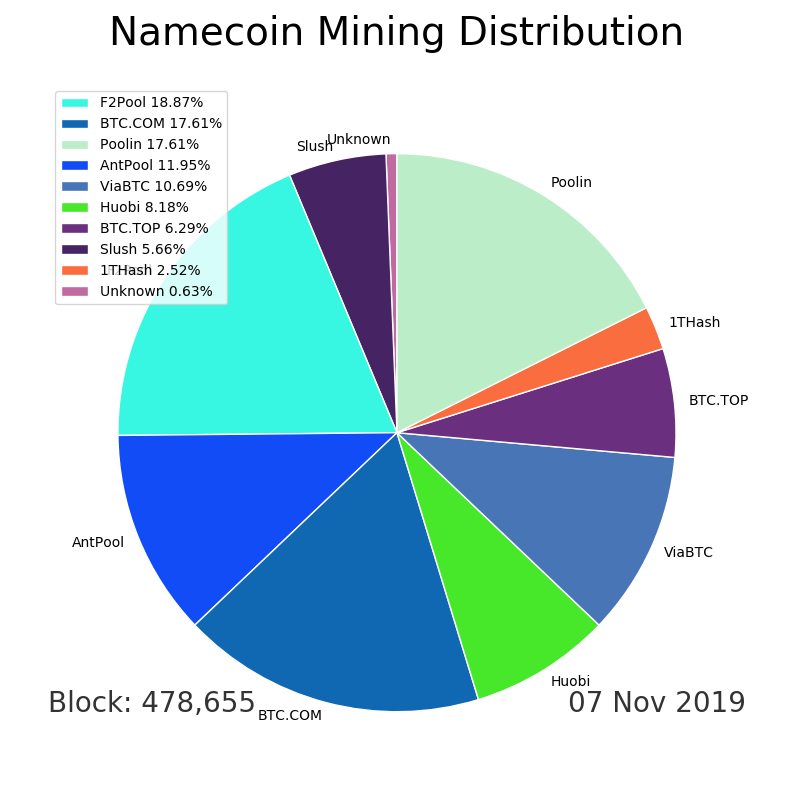 Namecoin Mining Distribution
F2Pool 18.87%
BTC.COM 17.61%
Poolin 17.61%
AntPool 11.95%
ViaBTC 10.69%
Huobi 8.18%
BTC.TOP 6.29%
Slush 5.66%
1THash 2.52%
Unknown 0.63%
Unknown
Slush
Poolin
1THash
BTC.TOP
AntPool
ViaBTC
Huobi
BTC.COM
Block: 478,655
07 Nov 2019